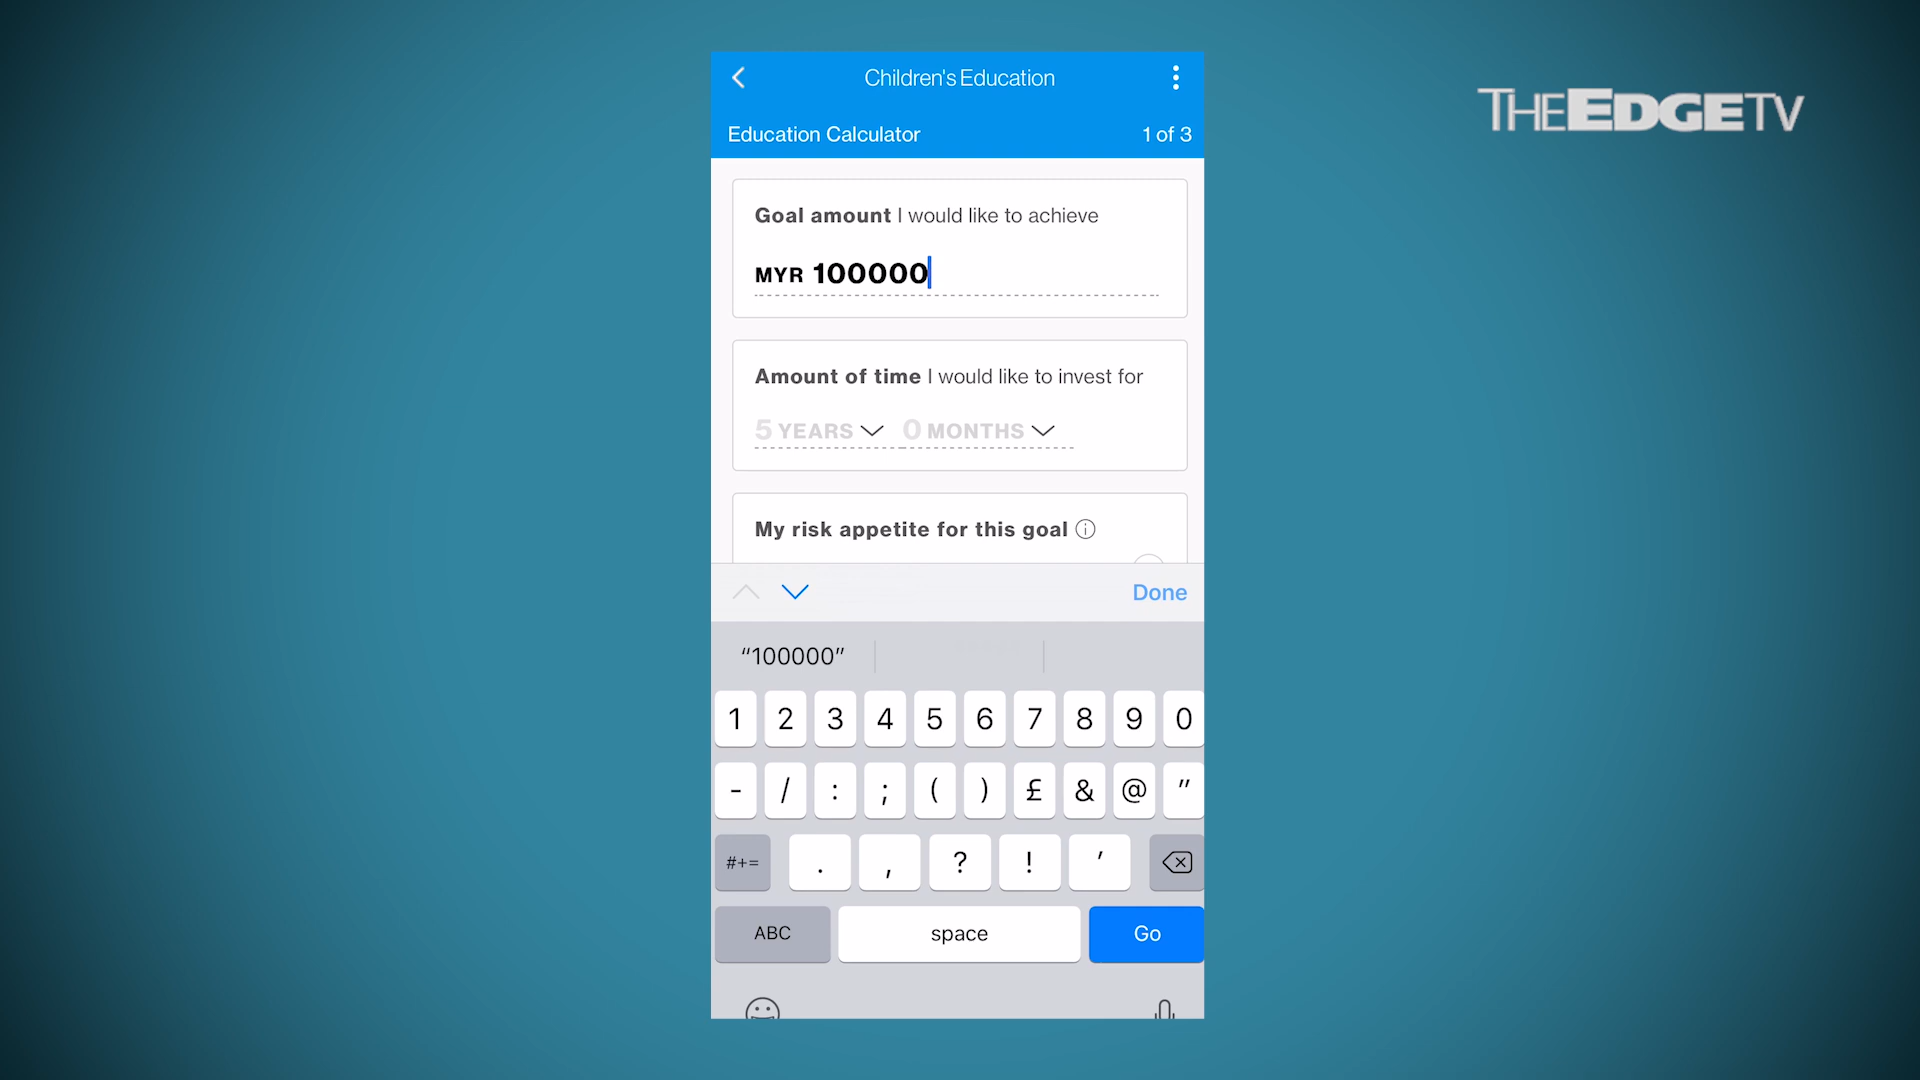 Children's Education
THEEDGETV
Education Calculator 1 of 3
Goal amount I would like to achieve
MYR 100000
Amount of time I would like to invest for
5 YEARS 0 MONTHS
My risk appetite for this goal
Done
“100000”
1 2 3 4 5 6 7 8 9 0
- / : ; ( ) £ & @ "
#+= . , ? ! '
ABC space Go